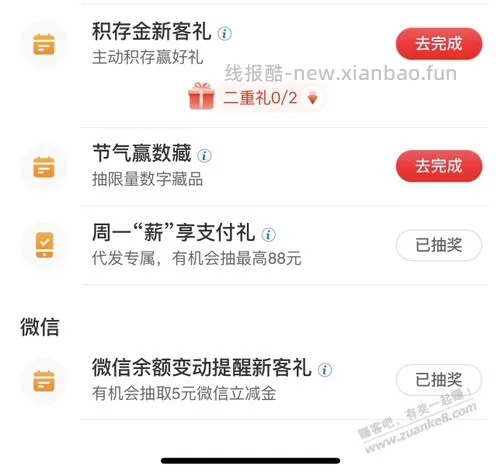 积存金新客礼
去完成
主动积存赢好礼
线报酷-new.xianbao.fun
二重礼0/2
节气赢数藏
去完成
抽限量数字藏品
周一“薪”享支付礼
已抽奖
代发专属，有机会抽最高88元
微信
微信余额变动提醒新客礼
已抽奖
有机会抽取5元微信立减金
赚客吧，有奖一起赚！
www.zuanke8.com